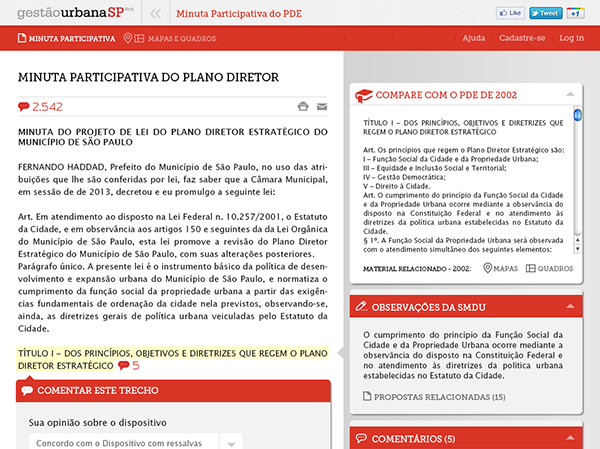 gestãourbanaSP Beta
Minuta Participativa do PDE
Like
Tweet
+1
MINUTA PARTICIPATIVA
MAPAS E QUADROS
Ajuda
Cadastre-se
Log in
MINUTA PARTICIPATIVA DO PLANO DIRETOR
2.542
MINUTA DO PROJETO DE LEI DO PLANO DIRETOR ESTRATÉGICO DO
MUNICÍPIO DE SÃO PAULO
FERNANDO HADDAD, Prefeito do Município de São Paulo, no uso das atri-
buições que lhe são conferidas por lei, faz saber que a Câmara Municipal,
em sessão de de 2013, decretou e eu promulgo a seguinte lei:
Art. Em atendimento ao disposto na Lei Federal n. 10.257/2001, o Estatuto
da Cidade, e em observância aos artigos 150 e seguintes da da Lei Orgânica
do Município de São Paulo, esta lei promove a revisão do Plano Diretor
Estratégico do Município de São Paulo, com suas alterações posteriores.
Parágrafo único. A presente lei é o instrumento básico da política de desen-
volvimento e expansão urbana do Município de São Paulo, e normatiza o
cumprimento da função social da propriedade urbana a partir das exigên-
cias fundamentais de ordenação da cidade nela previstos, observando-se,
ainda, as diretrizes gerais de política urbana veiculadas pelo Estatuto da
Cidade.
TÍTULO I – DOS PRINCÍPIOS, OBJETIVOS E DIRETRIZES QUE REGEM O PLANO
DIRETOR ESTRATÉGICO 5
COMENTAR ESTE TRECHO
Sua opinião sobre o dispositivo
Concordo com o Dispositivo com ressalvas
COMPARE COM O PDE DE 2002
TÍTULO I – DOS PRINCÍPIOS, OBJETIVOS E DIRETRIZES QUE
REGEM O PLANO DIRETOR ESTRATÉGICO
Art. Os princípios que regem o Plano Diretor Estratégico são:
I – Função Social da Cidade e da Propriedade Urbana;
III – Equidade e Inclusão Social e Territorial;
IV – Gestão Democrática;
V – Direito à Cidade.
Art. O cumprimento do princípio da Função Social da Cidade
e da Propriedade Urbana ocorre mediante a observância do
disposto na Constituição Federal e no atendimento às
diretrizes da política urbana estabelecidas no Estatuto da
Cidade.
§ 1º. A Função Social da Propriedade Urbana será observada
com o atendimento simultâneo dos seguintes elementos:
MATERIAL RELACIONADO - 2002:
MAPAS
QUADROS
OBSERVAÇÕES DA SMDU
O cumprimento do princípio da Função Social da
Cidade e da Propriedade Urbana ocorre mediante a
observância do disposto na Constituição Federal e
no atendimento às diretrizes da política urbana
estabelecidas no Estatuto da Cidade.
PROPOSTAS RELACIONADAS (15)
COMENTÁRIOS (5)